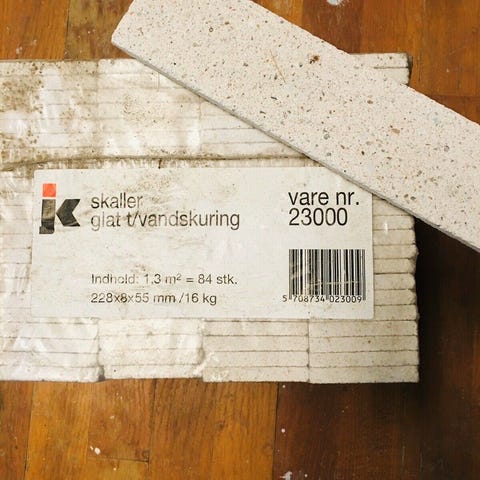 jk
skaller
glat t/vandskuring
vare nr.
23000
Indhold: 1,3 m² = 84 stk.
228x8x55 mm /16 kg
5 708734 023009